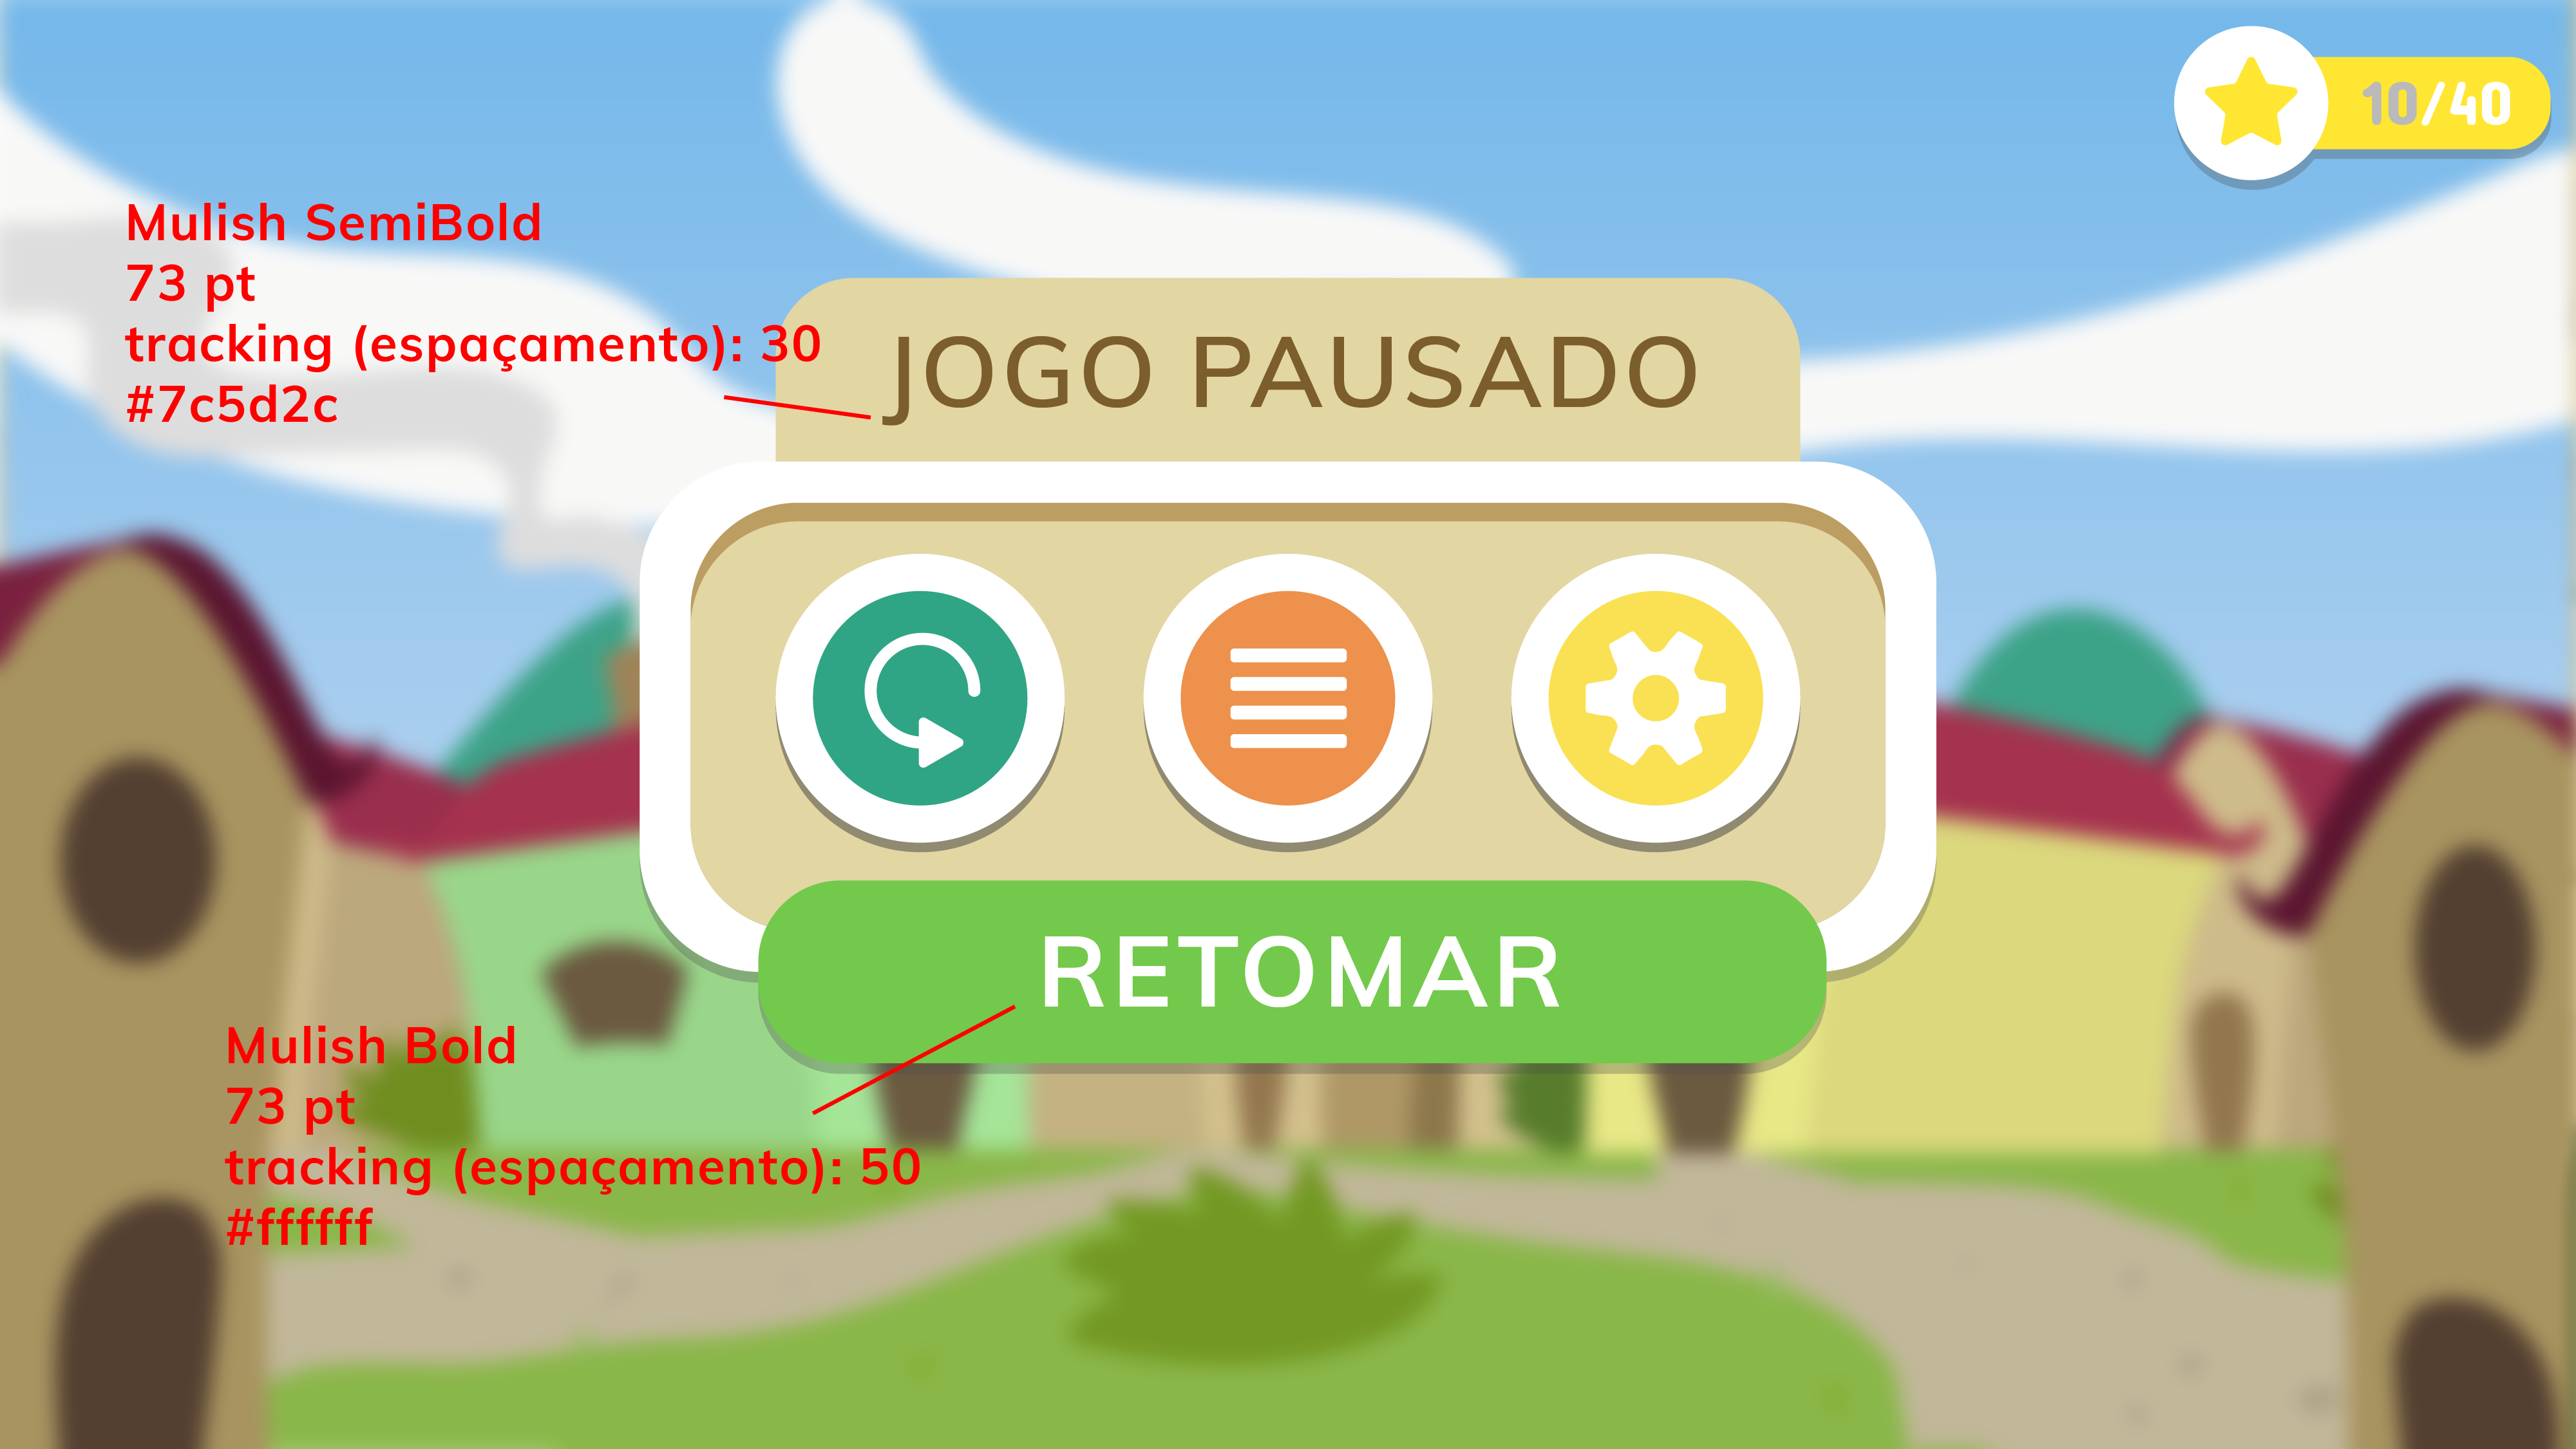 10/40
Mulish SemiBold
73 pt
tracking (espaçamento): 30
#7c5d2c
JOGO PAUSADO
RETOMAR
Mulish Bold
73 pt
tracking (espaçamento): 50
#ffffff